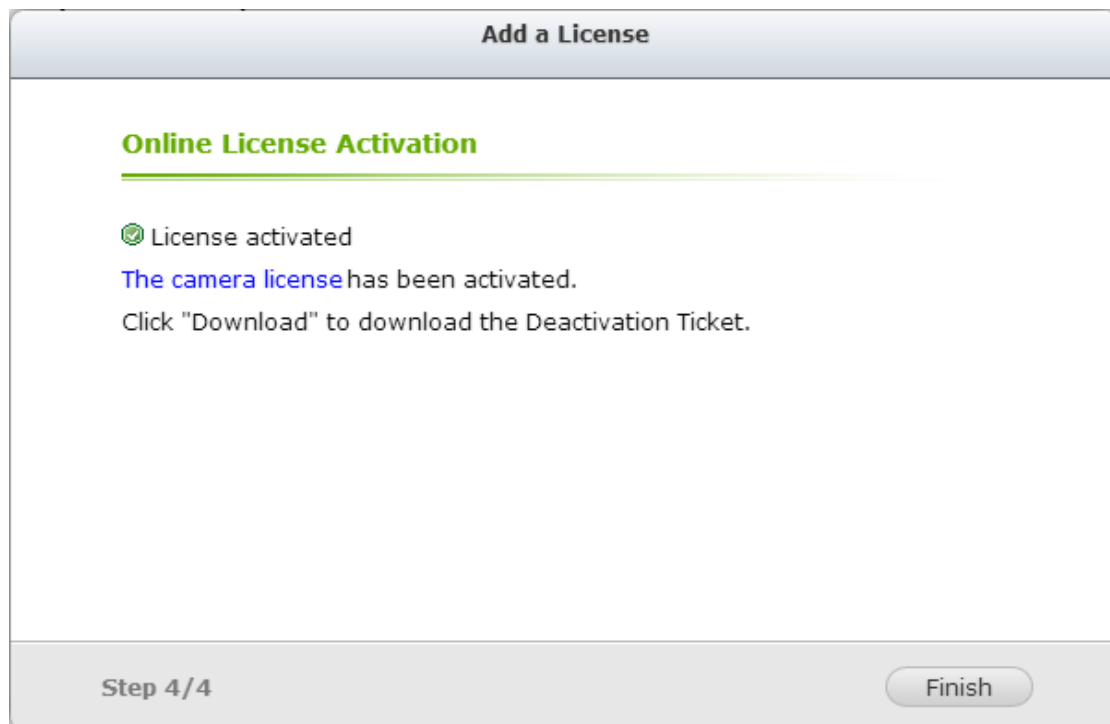 Add a License
Online License Activation
License activated
The camera license has been activated.
Click "Download" to download the Deactivation Ticket.
Step 4/4
Finish